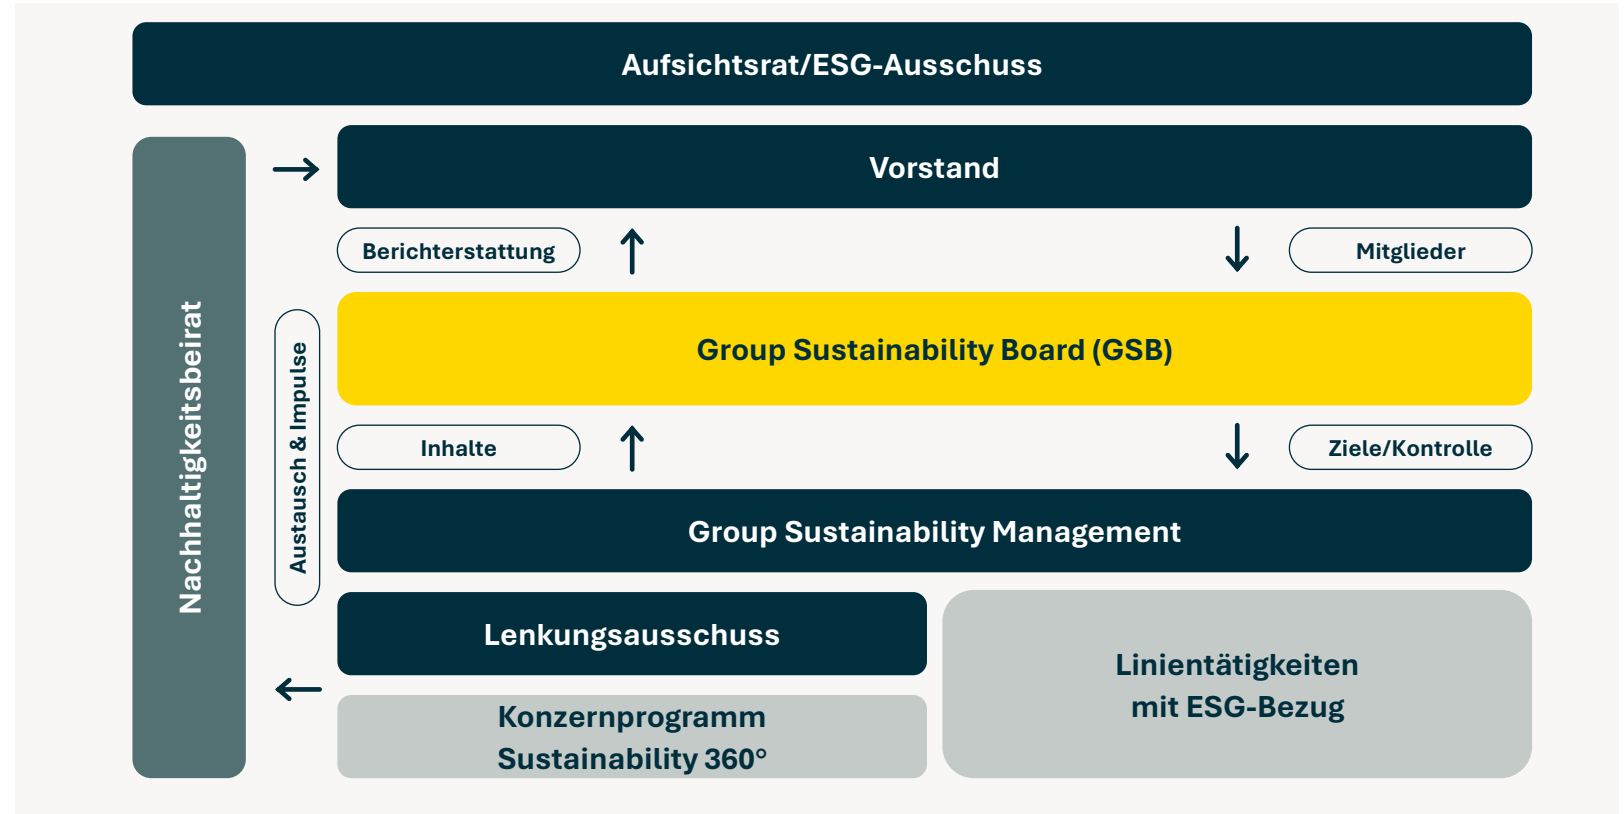 Aufsichtsrat/ESG-Ausschuss
Nachhaltigkeitsbeirat
Vorstand
Berichterstattung
Mitglieder
Austausch & Impulse
Group Sustainability Board (GSB)
Inhalte
Ziele/Kontrolle
Group Sustainability Management
Lenkungsausschuss
Konzernprogramm
Sustainability 360°
Linientätigkeiten
mit ESG-Bezug